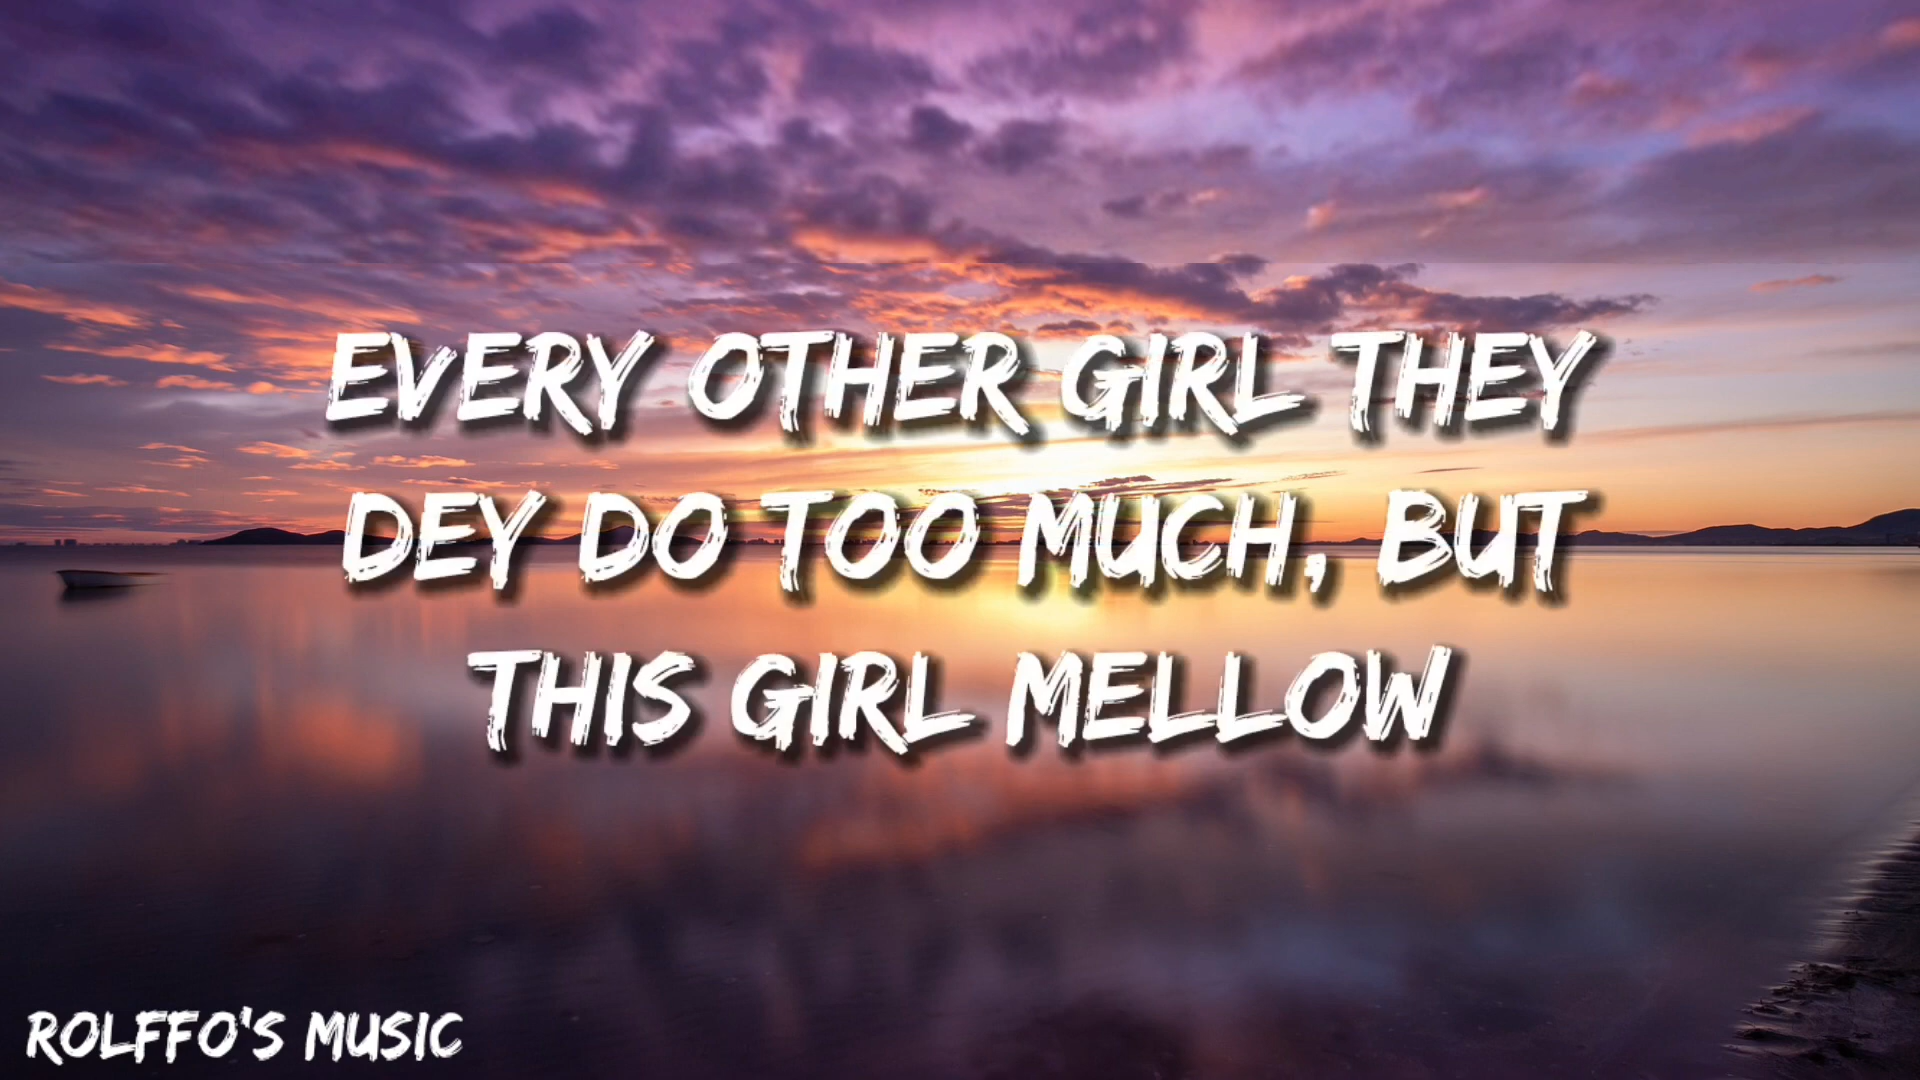 EVERY OTHER GIRL THEY
DEY DO TOO MUCH, BUT
THIS GIRL MELLOW
ROLFFO'S MUSIC